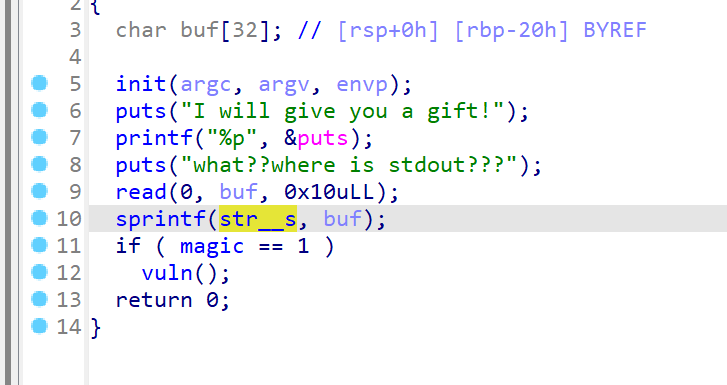 2 {
3 char buf[32]; // [rsp+0h] [rbp-20h] BYREF
4
5 init(argc, argv, envp);
6 puts("I will give you a gift!");
7 printf("%p", &puts);
8 puts("what??where is stdout???");
9 read(0, buf, 0x10uLL);
10 sprintf(str__s, buf);
11 if ( magic == 1 )
12 vuln();
13 return 0;
14 }